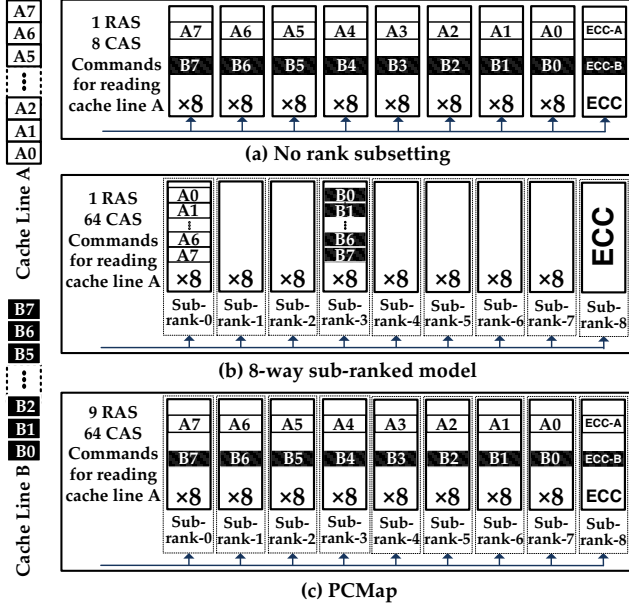 A7
A6
A5
A2
A1
A0
Cache Line A
B7
B6
B5
B2
B1
B0
Cache Line B
1 RAS
8 CAS
Commands
for reading
cache line A
A7 A6 A5 A4 A3 A2 A1 A0 ECC-A
B7 B6 B5 B4 B3 B2 B1 B0 ECC-B
×8 ×8 ×8 ×8 ×8 ×8 ×8 ×8 ECC
(a) No rank subsetting
1 RAS
64 CAS
Commands
for reading
cache line A
A0 B0
A1 B1
A6 B6
A7 B7
×8 ×8 ×8 ×8 ×8 ×8 ×8 ×8 ECC
Sub- Sub- Sub- Sub- Sub- Sub- Sub- Sub- Sub-
rank-0 rank-1 rank-2 rank-3 rank-4 rank-5 rank-6 rank-7 rank-8
(b) 8-way sub-ranked model
9 RAS
64 CAS
Commands
for reading
cache line A
A7 A6 A5 A4 A3 A2 A1 A0 ECC-A
B7 B6 B5 B4 B3 B2 B1 B0 ECC-B
×8 ×8 ×8 ×8 ×8 ×8 ×8 ×8 ECC
Sub- Sub- Sub- Sub- Sub- Sub- Sub- Sub- Sub-
rank-0 rank-1 rank-2 rank-3 rank-4 rank-5 rank-6 rank-7 rank-8
(c) PCMap